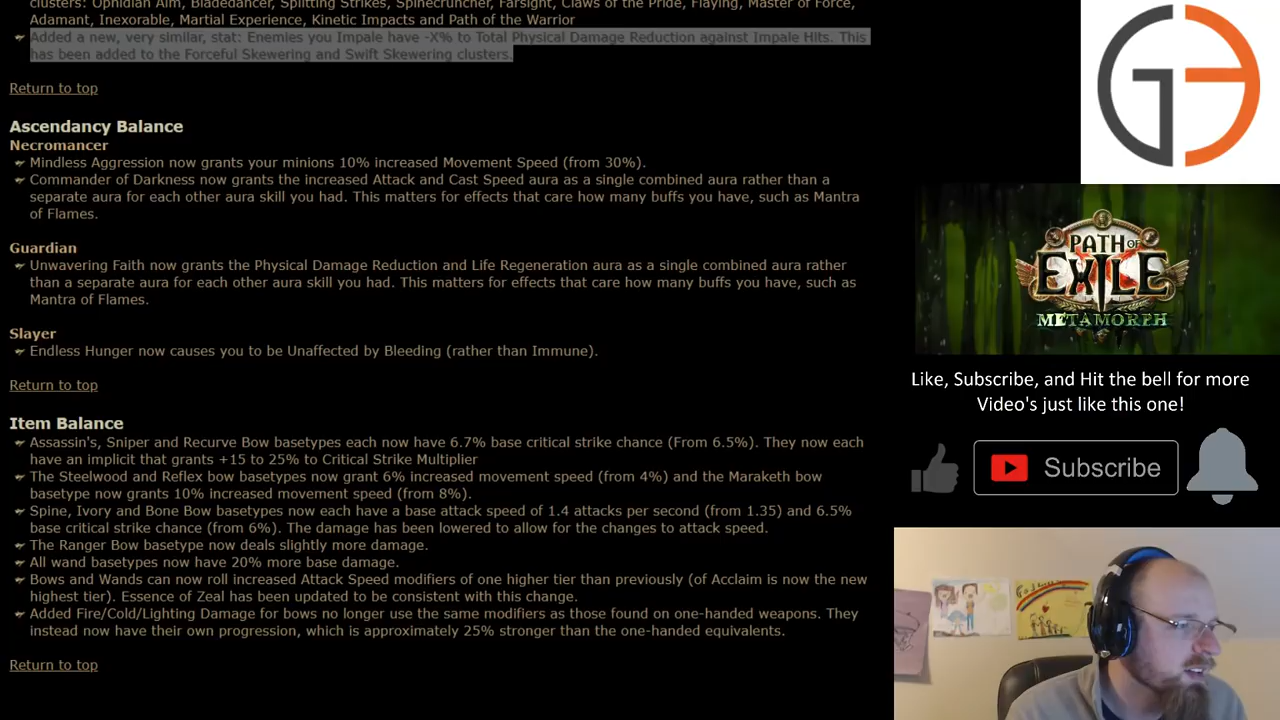 clusters: Ophidian Aim, Bladedancer, Splitting Strikes, Spinecruncher, Farsight, Claws of the Pride, Flaying, Master of Force,
Adamant, Inexorable, Martial Experience, Kinetic Impacts and Path of the Warrior
Added a new, very similar, stat: Enemies you Impale have -X% to Total Physical Damage Reduction against Impale Hits. This
has been added to the Forceful Skewering and Swift Skewering clusters.
Return to top
Ascendancy Balance
Necromancer
Mindless Aggression now grants your minions 10% increased Movement Speed (from 30%).
Commander of Darkness now grants the increased Attack and Cast Speed aura as a single combined aura rather than a
separate aura for each other aura skill you had. This matters for effects that care how many buffs you have, such as Mantra
of Flames.
Guardian
Unwavering Faith now grants the Physical Damage Reduction and Life Regeneration aura as a single combined aura rather
than a separate aura for each other aura skill you had. This matters for effects that care how many buffs you have, such as
Mantra of Flames.
Slayer
Endless Hunger now causes you to be Unaffected by Bleeding (rather than Immune).
Return to top
Item Balance
Assassin's, Sniper and Recurve Bow basetypes each now have 6.7% base critical strike chance (From 6.5%). They now each
have an implicit that grants +15 to 25% to Critical Strike Multiplier
The Steelwood and Reflex bow basetypes now grant 6% increased movement speed (from 4%) and the Maraketh bow
basetype now grants 10% increased movement speed (from 8%).
Spine, Ivory and Bone Bow basetypes now each have a base attack speed of 1.4 attacks per second (from 1.35) and 6.5%
base critical strike chance (from 6%). The damage has been lowered to allow for the changes to attack speed.
The Ranger Bow basetype now deals slightly more damage.
All wand basetypes now have 20% more base damage.
Bows and Wands can now roll increased Attack Speed modifiers of one higher tier than previously (of Acclaim is now the new
highest tier). Essence of Zeal has been updated to be consistent with this change.
Added Fire/Cold/Lighting Damage for bows no longer use the same modifiers as those found on one-handed weapons. They
instead now have their own progression, which is approximately 25% stronger than the one-handed equivalents.
Return to top
PATH OF
EXILE
METAMORPH
Like, Subscribe, and Hit the bell for more
Video's just like this one!
Subscribe